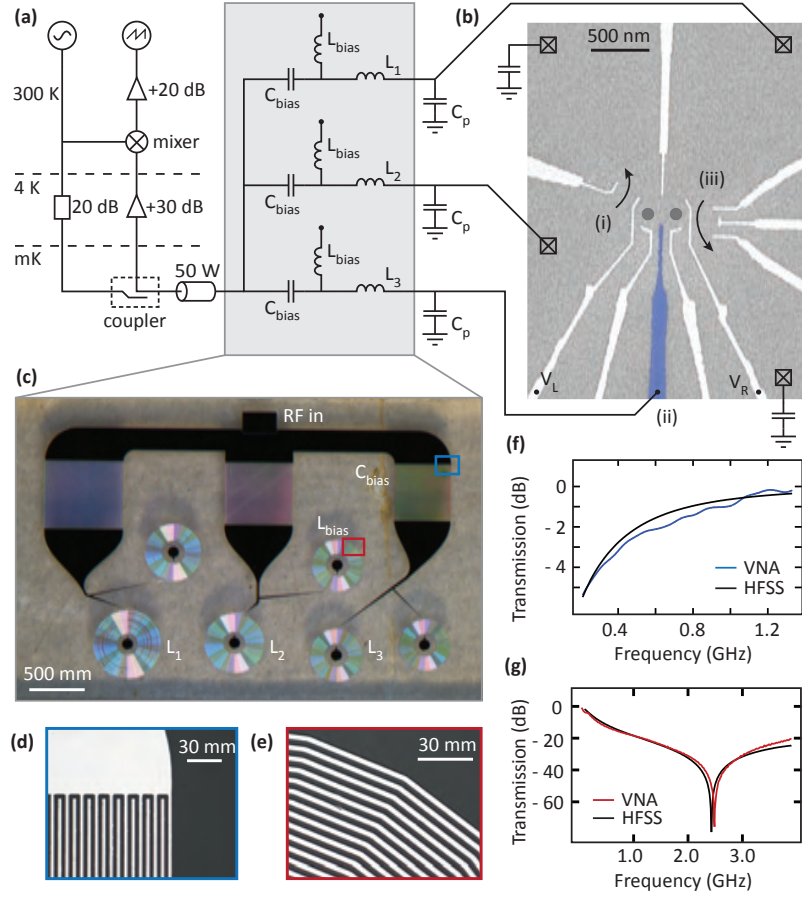 (a)
300 K
+20 dB
mixer
4 K
20 dB
+30 dB
mK
50 W
coupler
L_bias
C_bias
L_1
C_p
L_bias
C_bias
L_2
C_p
L_bias
C_bias
L_3
C_p
(b)
500 nm
(i)
(iii)
V_L
V_R
(ii)
(c)
RF in
C_bias
L_bias
L_1
L_2
L_3
500 mm
(d)
30 mm
(e)
30 mm
(f)
Transmission (dB)
0
- 2
- 4
VNA
HFSS
0.4
0.8
1.2
Frequency (GHz)
(g)
Transmission (dB)
0
- 20
- 40
- 60
VNA
HFSS
1.0
2.0
3.0
Frequency (GHz)